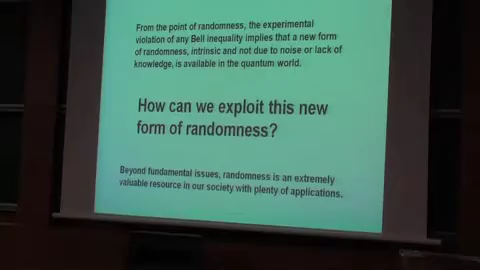 From the point of randomness, the experimental
violation of any Bell inequality implies that a new form
of randomness, intrinsic and not due to noise or lack of
knowledge, is available in the quantum world.
How can we exploit this new
form of randomness?
Beyond fundamental issues, randomness is an extremely
valuable resource in our society with plenty of applications.